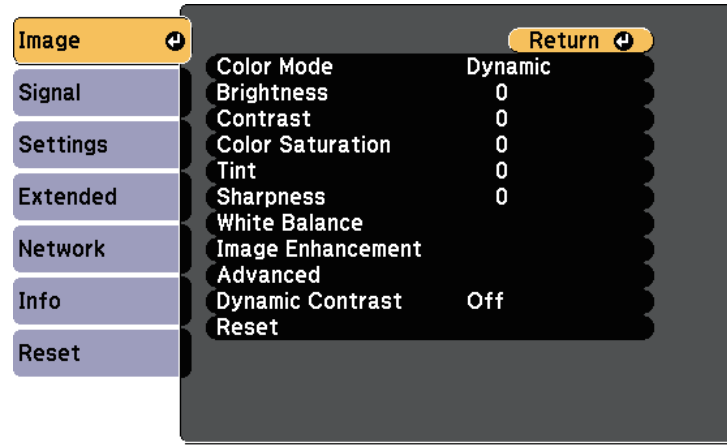 Image
Signal
Settings
Extended
Network
Info
Reset
Return
Color Mode Dynamic
Brightness 0
Contrast 0
Color Saturation 0
Tint 0
Sharpness 0
White Balance
Image Enhancement
Advanced
Dynamic Contrast Off
Reset